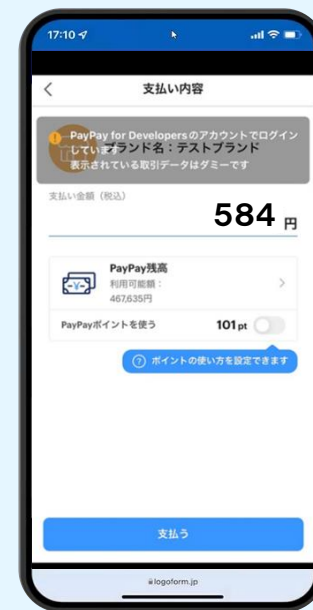 17:10
支払い内容
PayPay for Developersのアカウントでログイン
しています
ブランド名：テストブランド
表示されている取引データはダミーです
支払い金額（税込）
584 円
PayPay残高
利用可能額：
467,635円
PayPayポイントを使う 101 pt
? ポイントの使い方を設定できます
支払う
logoform.jp